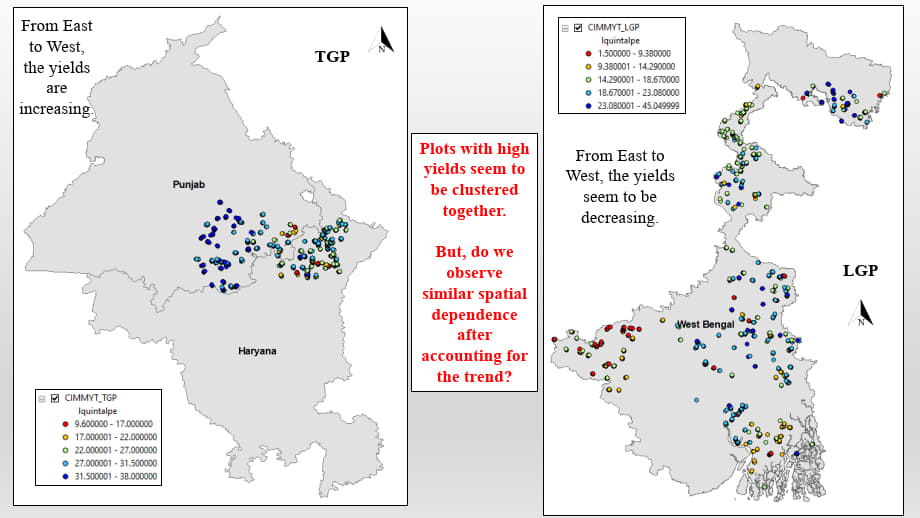 From East
to West,
the yields
are
increasing.
TGP
N
Punjab
Haryana
CIMMYT_TGP
lquintalpe
9.600000 - 17.000000
17.000001 - 22.000000
22.000001 - 27.000000
27.000001 - 31.500000
31.500001 - 38.000000
Plots with high
yields seem to
be clustered
together.
But, do we
observe
similar spatial
dependence
after
accounting for
the trend?
CIMMYT_LGP
lquintalpe
1.500000 - 9.380000
9.380001 - 14.290000
14.290001 - 18.670000
18.670001 - 23.080000
23.080001 - 45.049999
From East to
West, the yields
seem to be
decreasing.
LGP
N
West Bengal